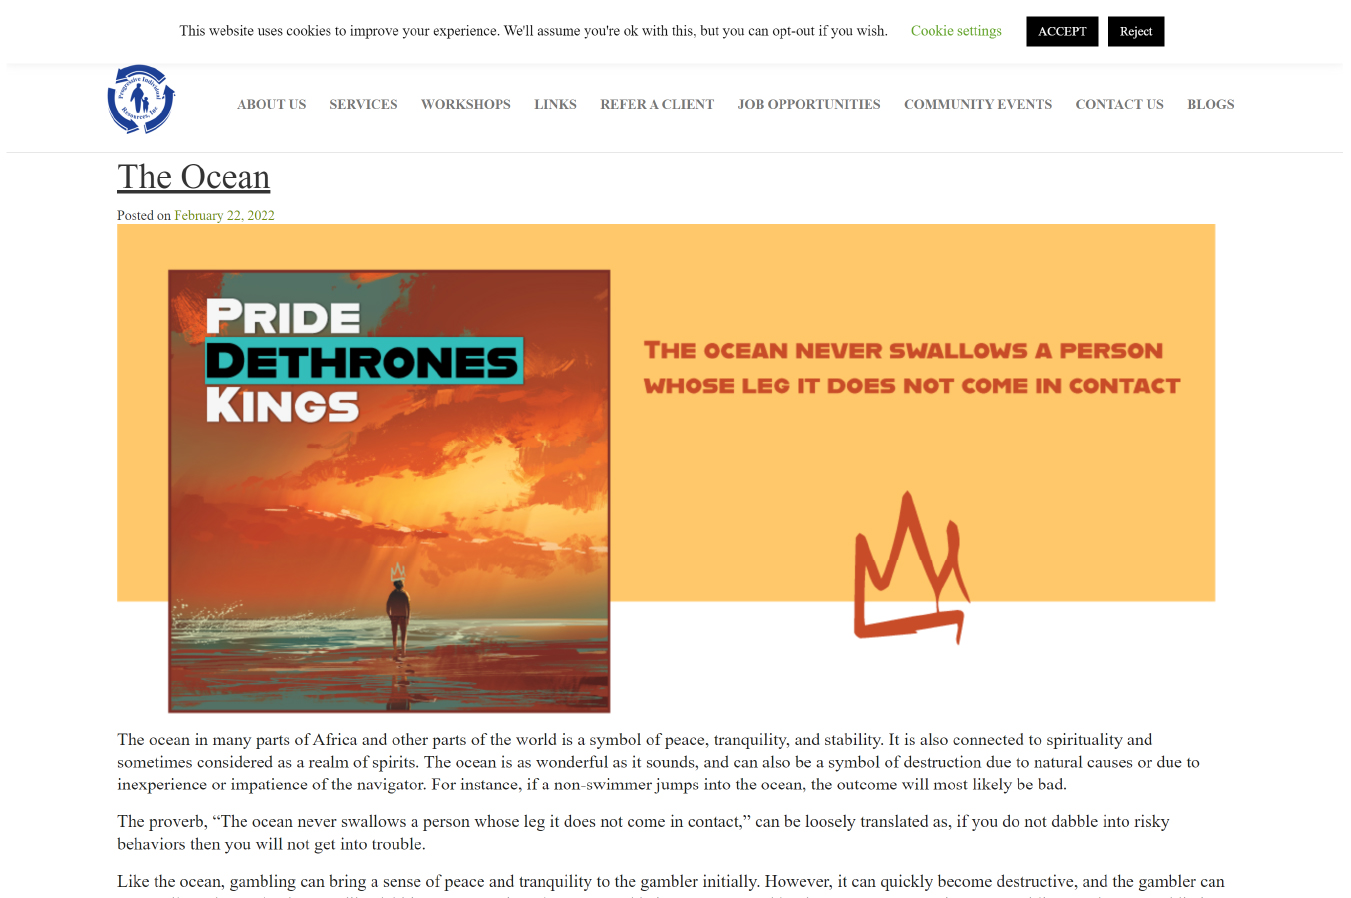 This website uses cookies to improve your experience. We'll assume you're ok with this, but you can opt-out if you wish. Cookie settings ACCEPT Reject
Progressive Individual Resources, Inc
ABOUT US SERVICES WORKSHOPS LINKS REFER A CLIENT JOB OPPORTUNITIES COMMUNITY EVENTS CONTACT US BLOGS
The Ocean
Posted on February 22, 2022
PRIDE
DETHRONES
KINGS
THE OCEAN NEVER SWALLOWS A PERSON
WHOSE LEG IT DOES NOT COME IN CONTACT
The ocean in many parts of Africa and other parts of the world is a symbol of peace, tranquility, and stability. It is also connected to spirituality and
sometimes considered as a realm of spirits. The ocean is as wonderful as it sounds, and can also be a symbol of destruction due to natural causes or due to
inexperience or impatience of the navigator. For instance, if a non-swimmer jumps into the ocean, the outcome will most likely be bad.
The proverb, “The ocean never swallows a person whose leg it does not come in contact,” can be loosely translated as, if you do not dabble into risky
behaviors then you will not get into trouble.
Like the ocean, gambling can bring a sense of peace and tranquility to the gambler initially. However, it can quickly become destructive, and the gambler can